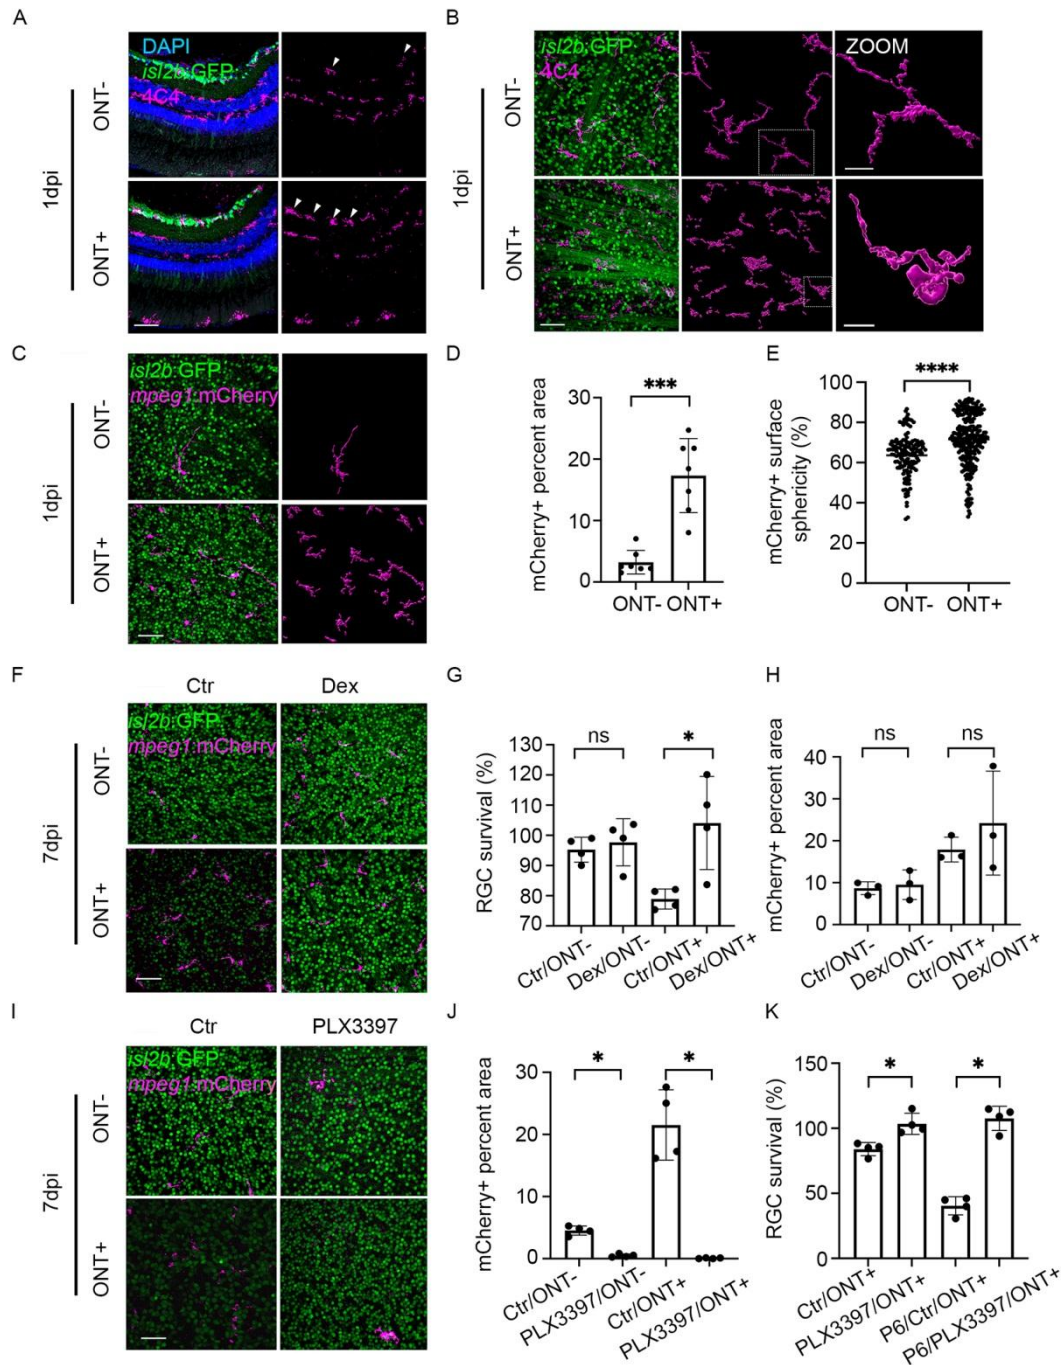 A
DAPI
isl2b:GFP
4C4
ONT-
ONT+
1dpi
B
isl2b:GFP
4C4
ZOOM
ONT-
ONT+
1dpi
C
isl2b:GFP
mpeg1:mCherry
ONT-
ONT+
1dpi
D
***
mCherry+ percent area
30
20
10
0
ONT- ONT+
E
****
mCherry+ surface
sphericity (%)
100
80
60
40
20
0
ONT- ONT+
F
Ctr Dex
isl2b:GFP
mpeg1:mCherry
ONT-
ONT+
7dpi
G
ns *
RGC survival (%)
130
120
110
100
90
80
70
Ctr/ONT-
Dex/ONT-
Ctr/ONT+
Dex/ONT+
H
ns ns
mCherry+ percent area
40
30
20
10
0
Ctr/ONT-
Dex/ONT-
Ctr/ONT+
Dex/ONT+
I
Ctr PLX3397
isl2b:GFP
mpeg1:mCherry
ONT-
ONT+
7dpi
J
* *
mCherry+ percent area
30
20
10
0
Ctr/ONT-
PLX3397/ONT-
Ctr/ONT+
PLX3397/ONT+
K
* *
RGC survival (%)
150
100
50
0
Ctr/ONT+
PLX3397/ONT+
P6/Ctr/ONT+
P6/PLX3397/ONT+